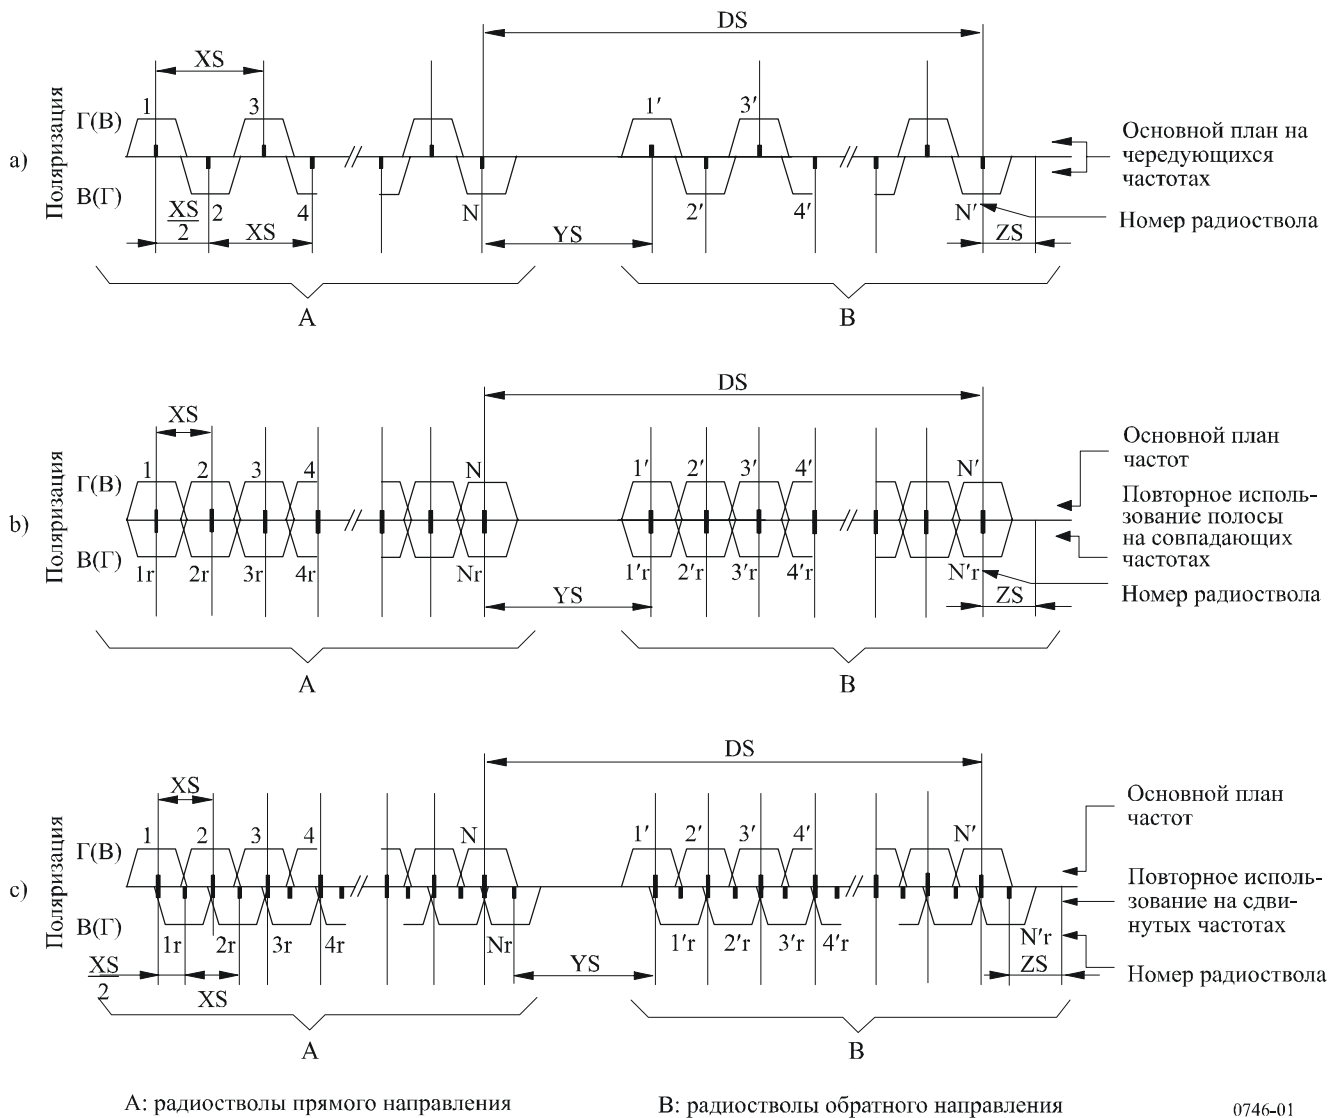 DS
XS
1
3
1′
3′
Поляризация
Г(В)
В(Г)
a)
XS
2
2
4
XS
N
YS
2′
4′
N′
ZS
Основной план на
чередующихся
частотах
Номер радиоствола
A
B
DS
XS
1
2
3
4
N
1′
2′
3′
4′
N′
Поляризация
Г(В)
В(Г)
b)
1r
2r
3r
4r
Nr
1′r
2′r
3′r
4′r
N′r
YS
ZS
Основной план
частот
Повторное исполь-
зование полосы
на совпадающих
частотах
Номер радиоствола
A
B
DS
XS
1
2
3
4
N
1′
2′
3′
4′
N′
Поляризация
Г(В)
В(Г)
c)
1r
2r
3r
4r
Nr
1′r
2′r
3′r
4′r
N′r
XS
2
XS
YS
ZS
Основной план
частот
Повторное исполь-
зование на сдви-
нутых частотах
Номер радиоствола
A
B
A: радиостволы прямого направления
B: радиостволы обратного направления
0746-01